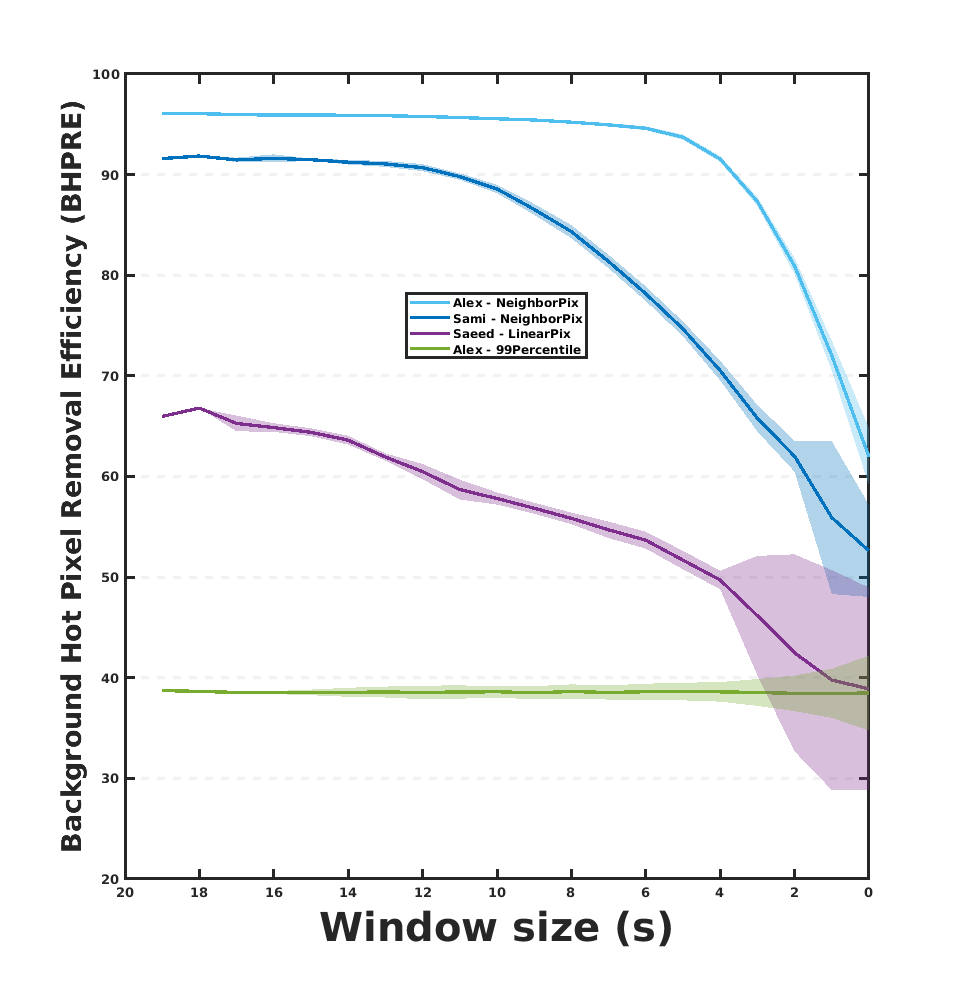 Background Hot Pixel Removal Efficiency (BHPRE)
100
90
80
70
60
50
40
30
20
Alex - NeighborPix
Sami - NeighborPix
Saeed - LinearPix
Alex - 99Percentile
20 18 16 14 12 10 8 6 4 2 0
Window size (s)